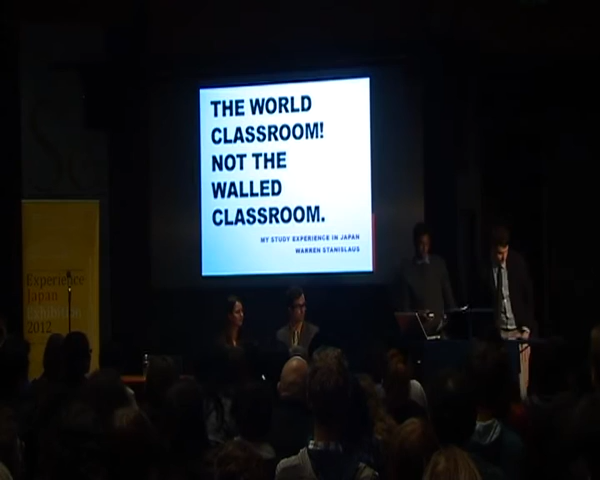 THE WORLD
CLASSROOM!
NOT THE
WALLED
CLASSROOM.
MY STUDY EXPERIENCE IN JAPAN
WARREN STANISLAUS
Experience
Japan
Exhibition
2012